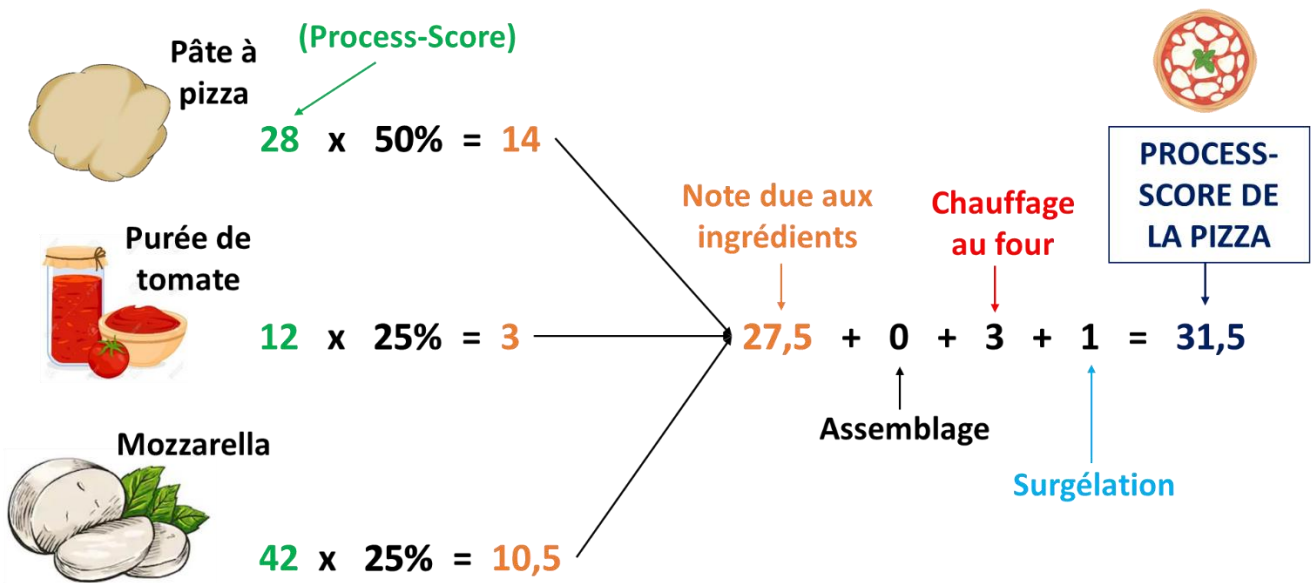 Pâte à
pizza
(Process-Score)
28 x 50% = 14
Purée de
tomate
12 x 25% = 3
Mozzarella
42 x 25% = 10,5
Note due aux
ingrédients
Chauffage
au four
PROCESS-
SCORE DE
LA PIZZA
27,5 + 0 + 3 + 1 = 31,5
Assemblage
Surgélation